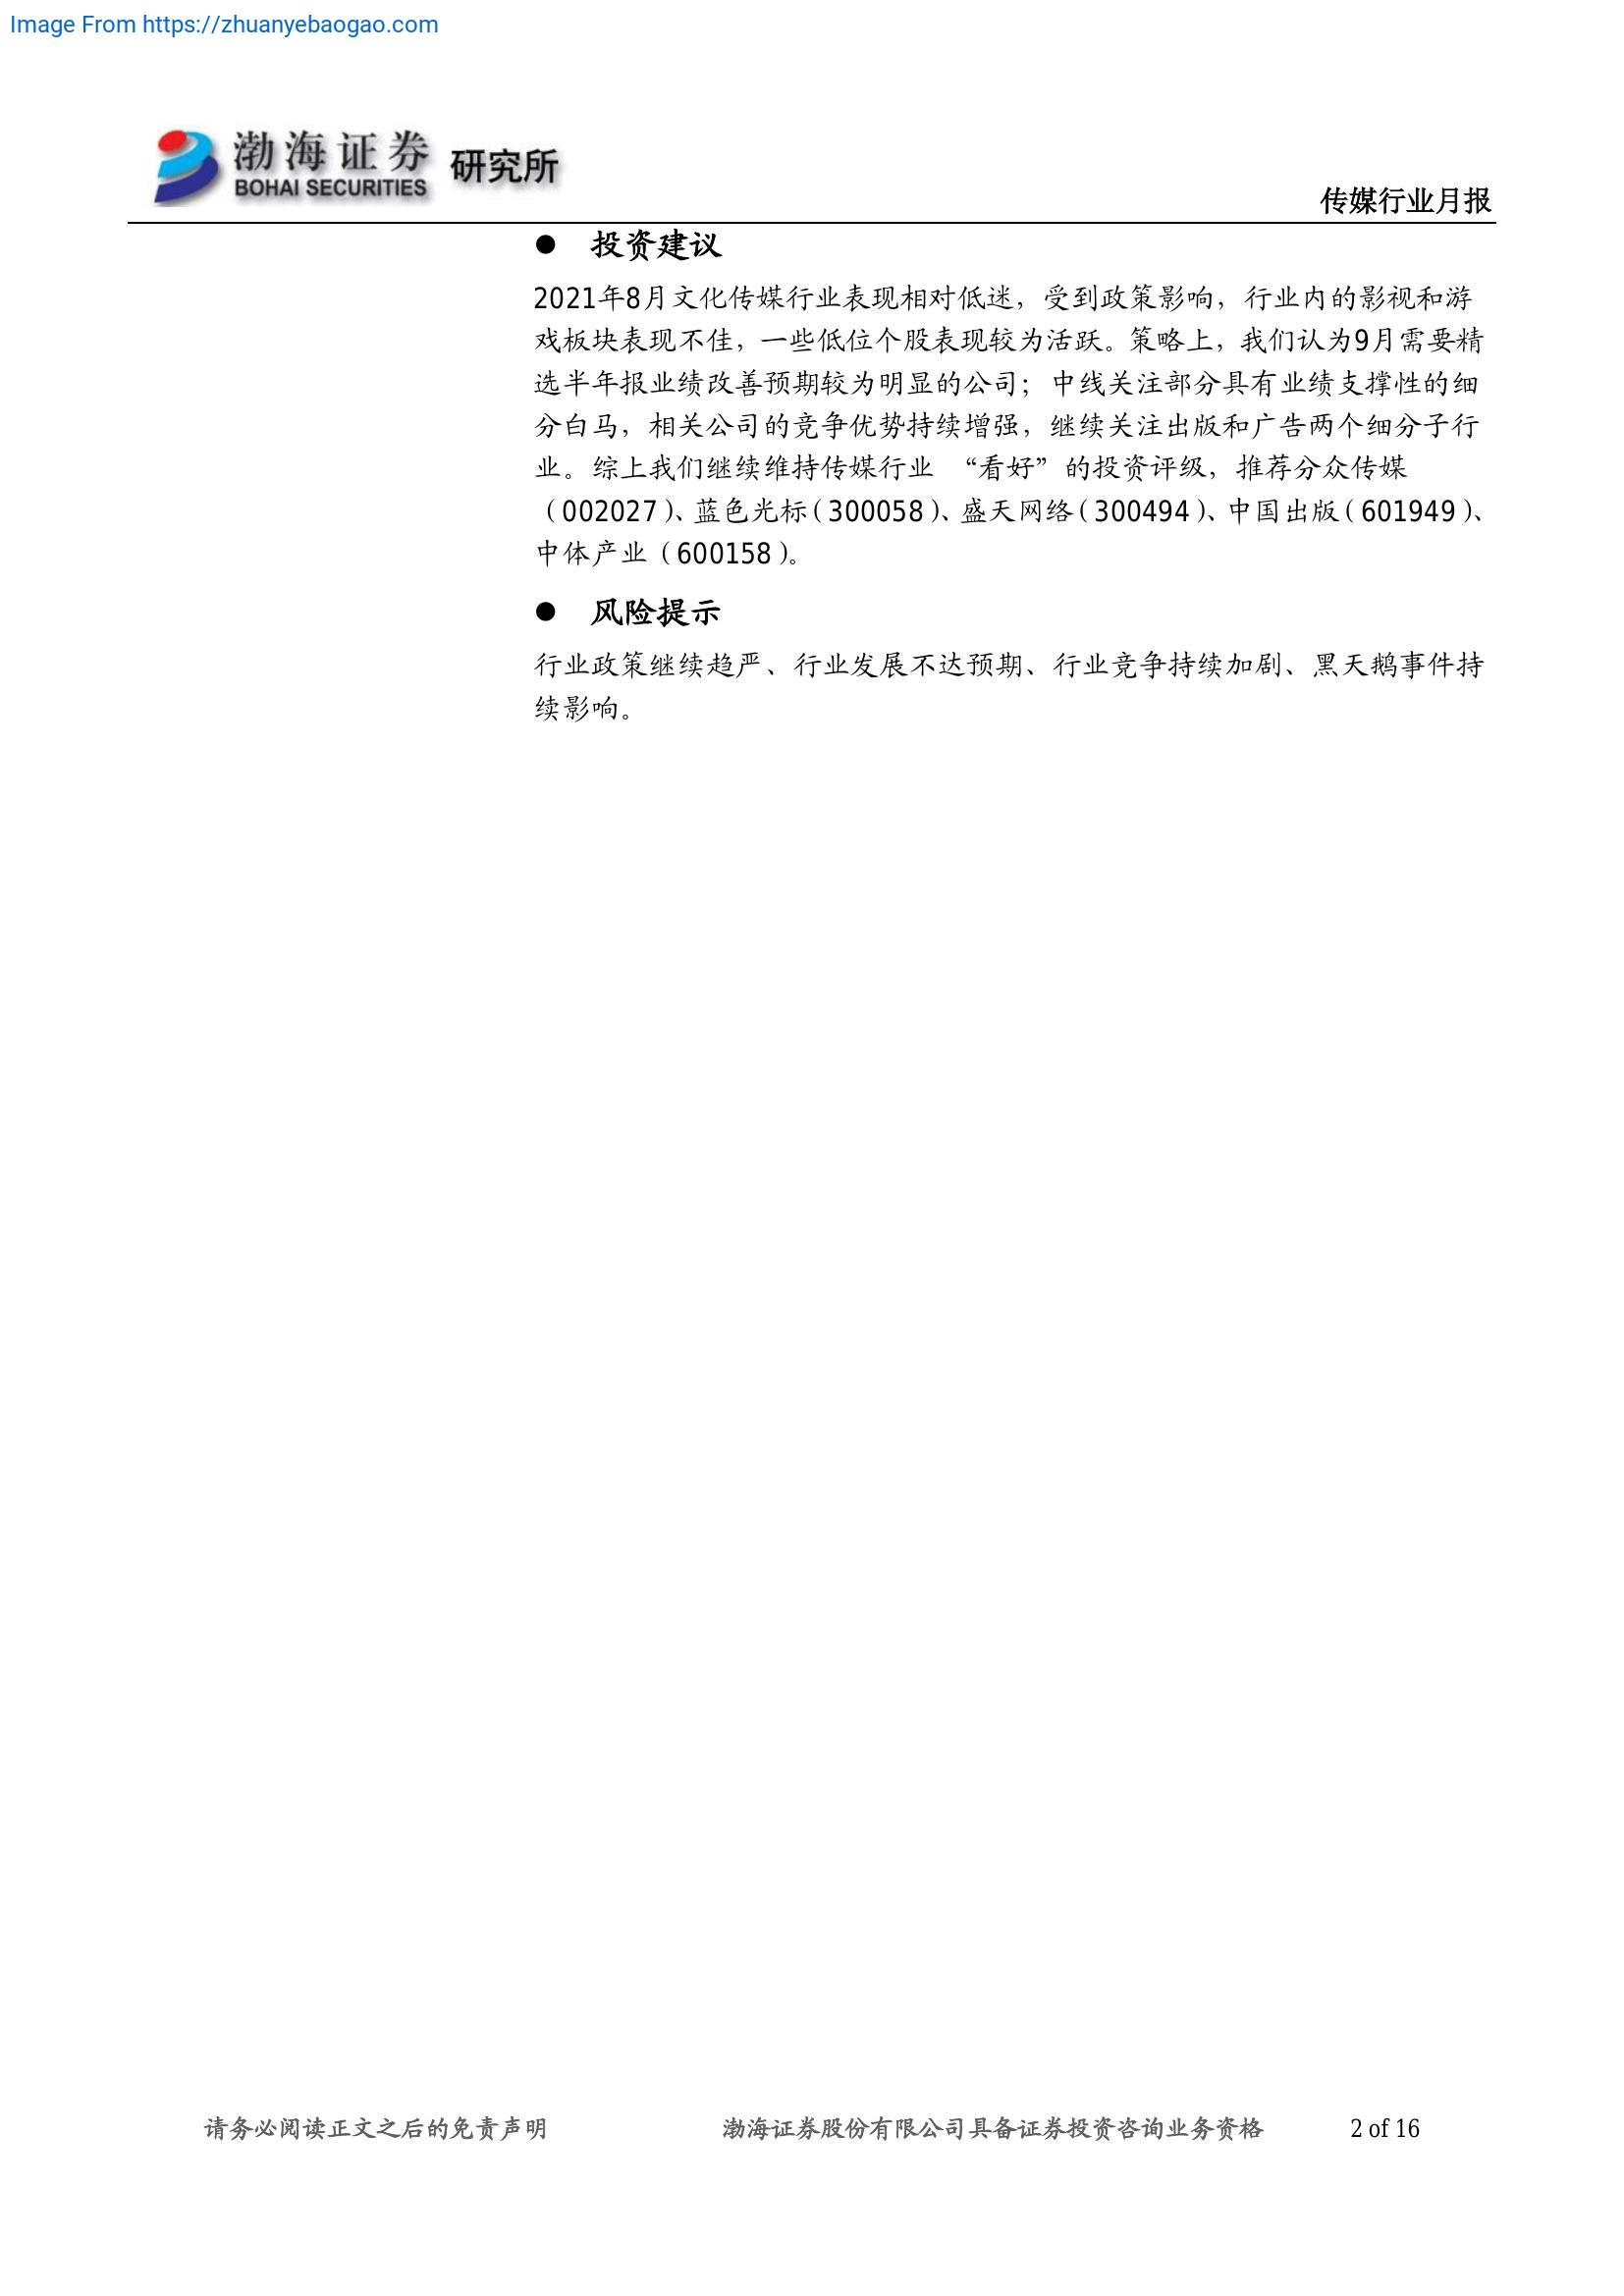 Image From https://zhuanyebaogao.com
渤海证券 研究所
BOHAI SECURITIES
传媒行业月报
● 投资建议
2021年8月文化传媒行业表现相对低迷，受到政策影响，行业内的影视和游
戏板块表现不佳，一些低位个股表现较为活跃。策略上，我们认为9月需要精
选半年报业绩改善预期较为明显的公司；中线关注部分具有业绩支撑性的细
分白马，相关公司的竞争优势持续增强，继续关注出版和广告两个细分子行
业。综上我们继续维持传媒行业 “看好”的投资评级，推荐分众传媒
（002027）、蓝色光标（300058）、盛天网络（300494）、中国出版（601949）、
中体产业（600158）。
● 风险提示
行业政策继续趋严、行业发展不达预期、行业竞争持续加剧、黑天鹅事件持
续影响。
请务必阅读正文之后的免责声明 渤海证券股份有限公司具备证券投资咨询业务资格 2 of 16